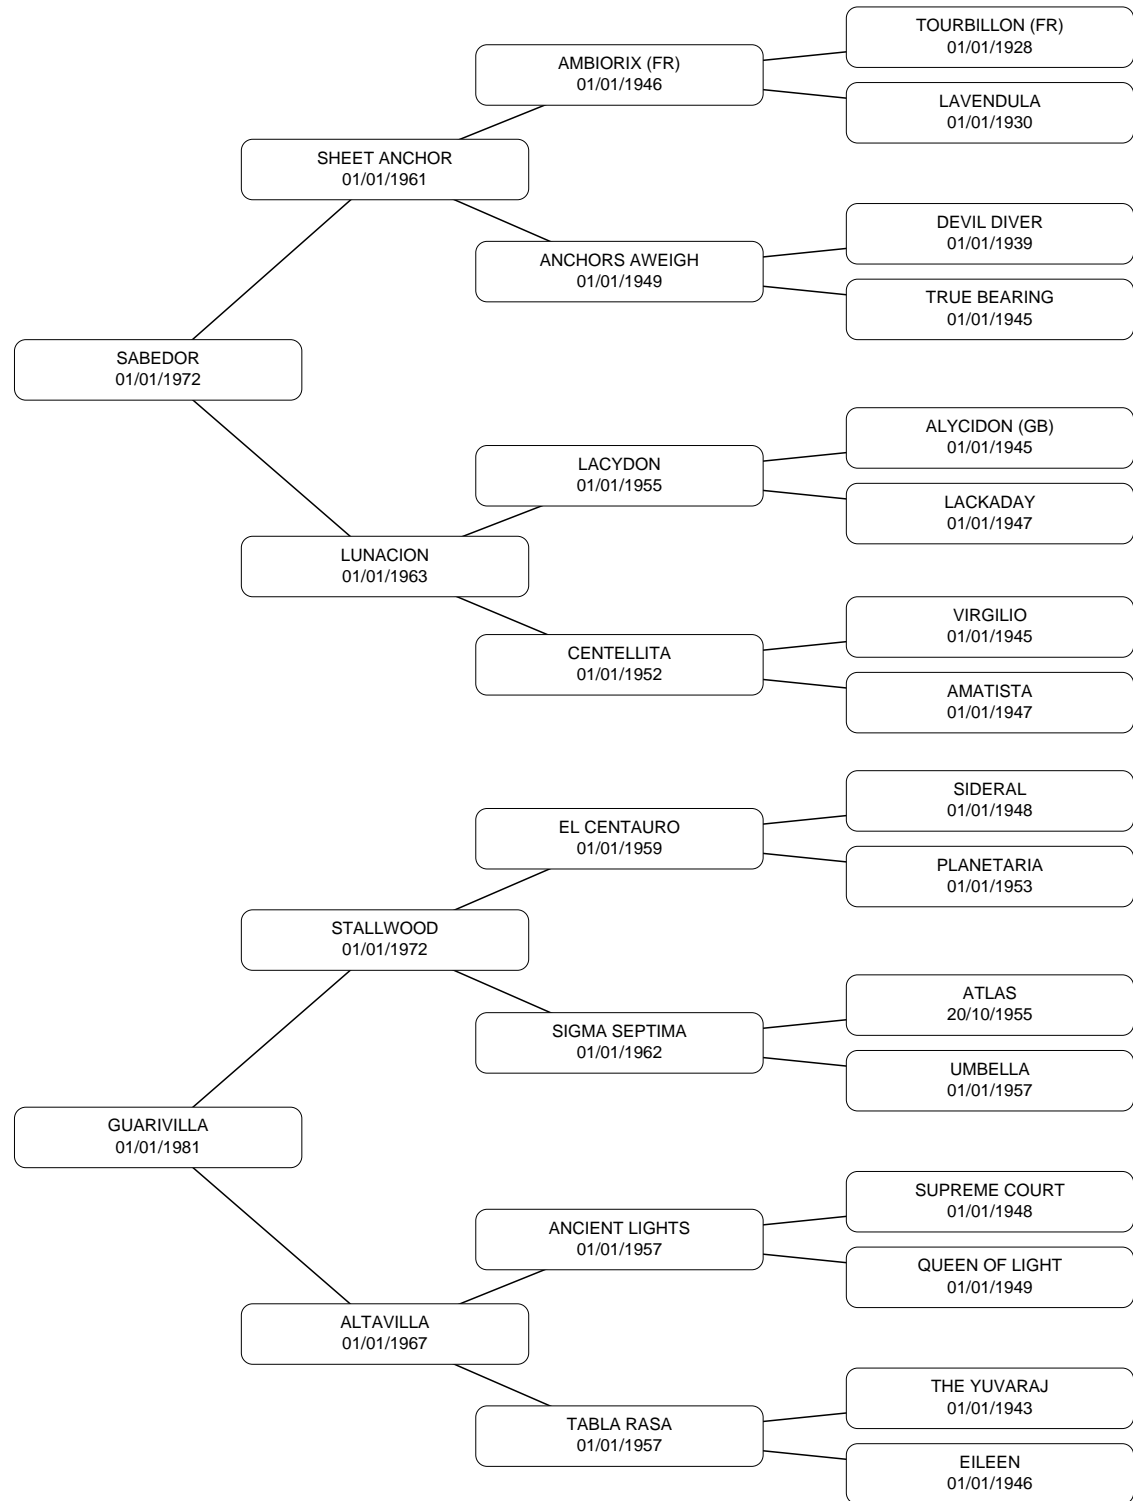 TOURBILLON (FR)
01/01/1928
AMBIORIX (FR)
01/01/1946
LAVENDULA
01/01/1930
SHEET ANCHOR
01/01/1961
DEVIL DIVER
01/01/1939
ANCHORS AWEIGH
01/01/1949
TRUE BEARING
01/01/1945
SABEDOR
01/01/1972
ALYCIDON (GB)
01/01/1945
LACYDON
01/01/1955
LACKADAY
01/01/1947
LUNACION
01/01/1963
VIRGILIO
01/01/1945
CENTELLITA
01/01/1952
AMATISTA
01/01/1947
SIDERAL
01/01/1948
EL CENTAURO
01/01/1959
PLANETARIA
01/01/1953
STALLWOOD
01/01/1972
ATLAS
20/10/1955
SIGMA SEPTIMA
01/01/1962
UMBELLA
01/01/1957
GUARIVILLA
01/01/1981
SUPREME COURT
01/01/1948
ANCIENT LIGHTS
01/01/1957
QUEEN OF LIGHT
01/01/1949
ALTAVILLA
01/01/1967
THE YUVARAJ
01/01/1943
TABLA RASA
01/01/1957
EILEEN
01/01/1946